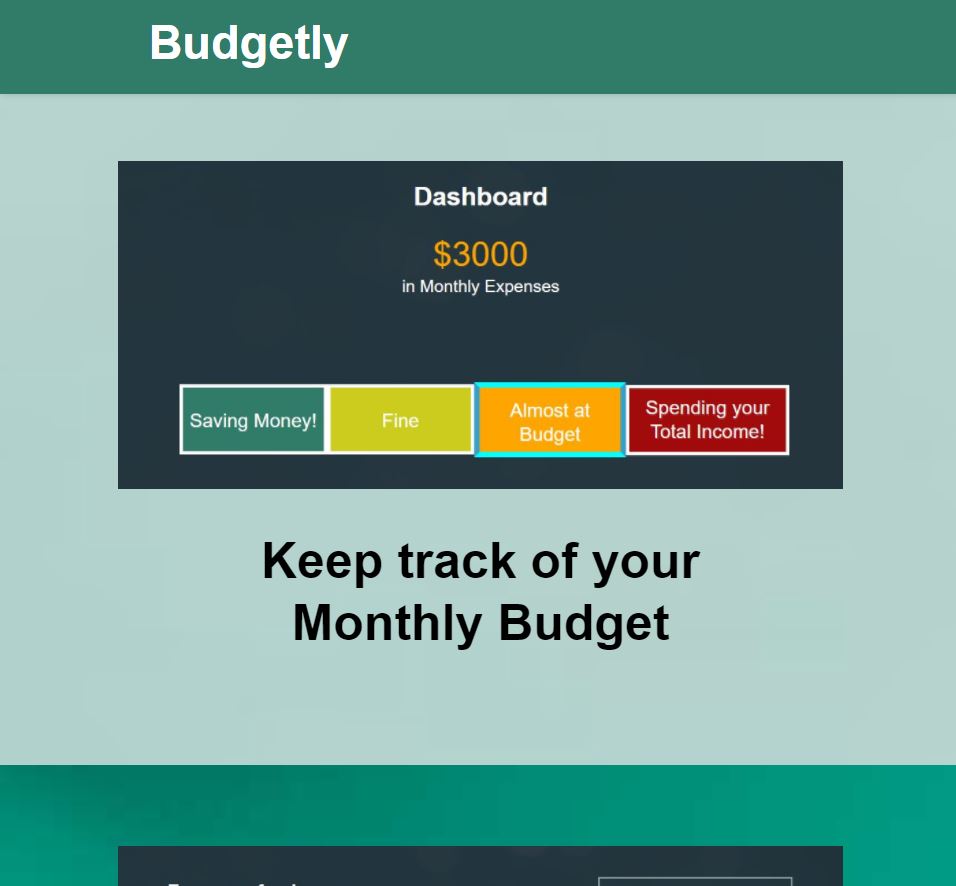 Budgetly
Dashboard
$3000
in Monthly Expenses
Saving Money!
Fine
Almost at
Budget
Spending your
Total Income!
Keep track of your
Monthly Budget